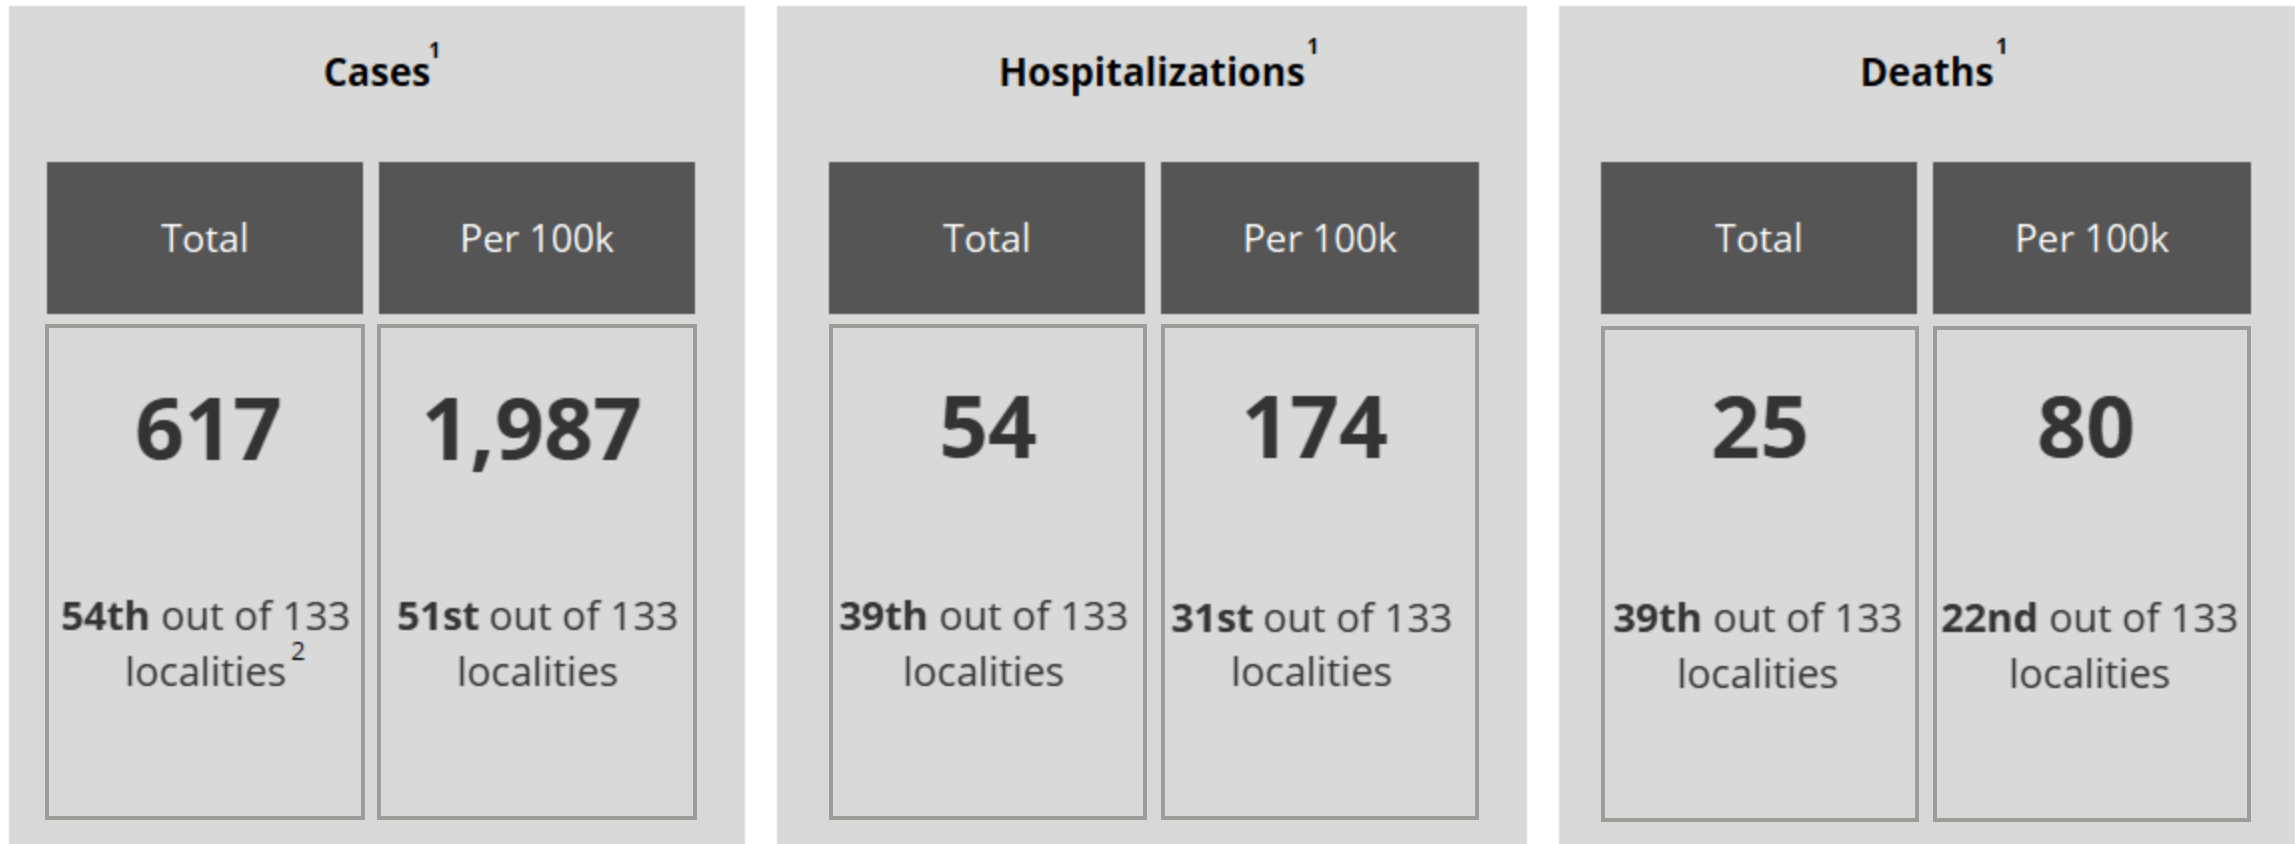 Cases¹
Total
Per 100k
617
1,987
54th out of 133
localities²
51st out of 133
localities
Hospitalizations¹
Total
Per 100k
54
174
39th out of 133
localities
31st out of 133
localities
Deaths¹
Total
Per 100k
25
80
39th out of 133
localities
22nd out of 133
localities